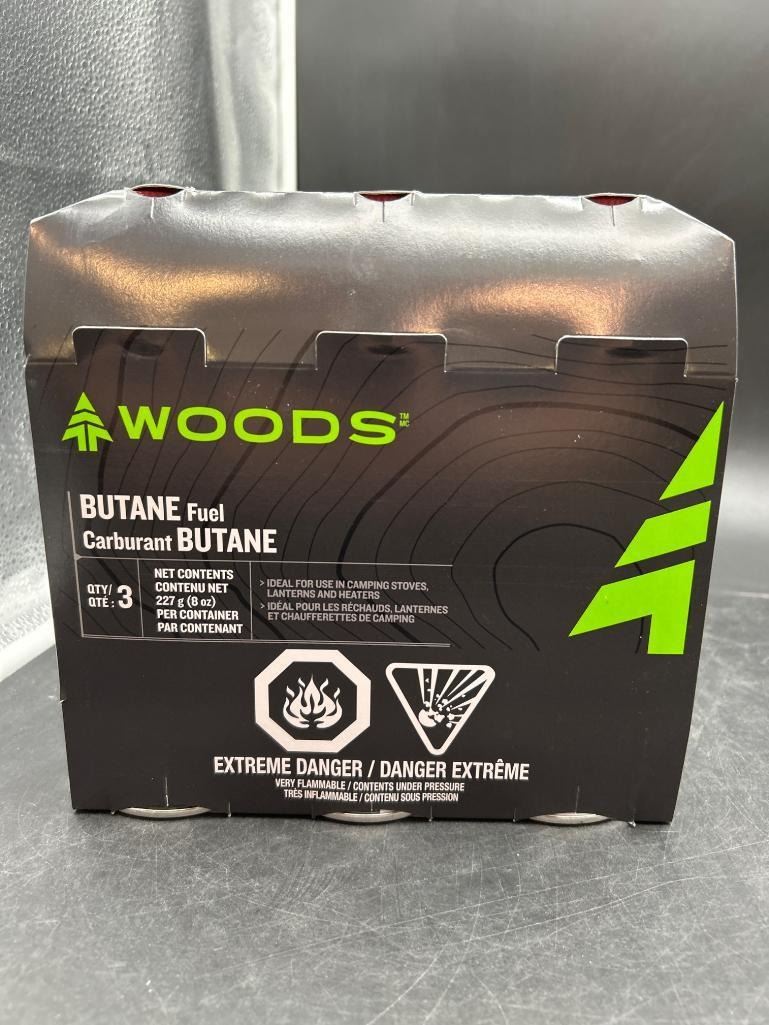 WOODS™ MC
BUTANE Fuel
Carburant BUTANE
QTY/
QTÉ : 3
NET CONTENTS
CONTENU NET
227 g (8 oz)
PER CONTAINER
PAR CONTENANT
> IDEAL FOR USE IN CAMPING STOVES,
LANTERNS AND HEATERS
> IDÉAL POUR LES RÉCHAUDS, LANTERNES
ET CHAUFFERETTES DE CAMPING
EXTREME DANGER / DANGER EXTRÊME
VERY FLAMMABLE / CONTENTS UNDER PRESSURE
TRÈS INFLAMMABLE / CONTENU SOUS PRESSION